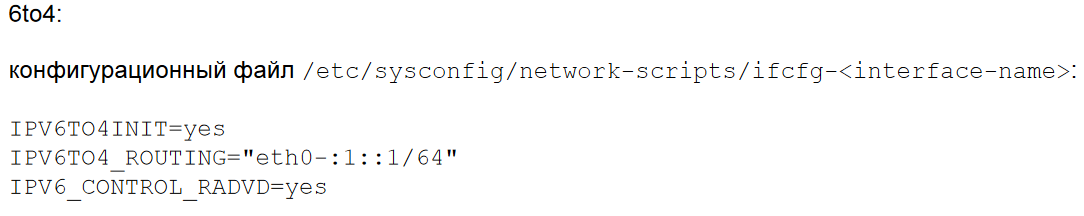 6to4:
конфигурационный файл /etc/sysconfig/network-scripts/ifcfg-<interface-name>:
IPV6TO4INIT=yes
IPV6TO4_ROUTING="eth0-:1::1/64"
IPV6_CONTROL_RADVD=yes